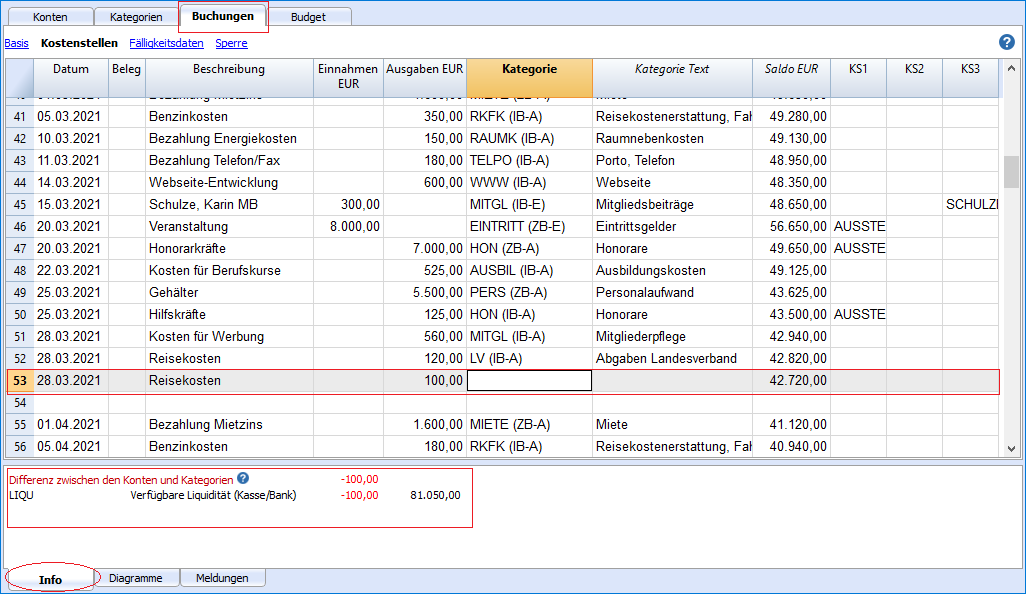 Konten Kategorien Buchungen Budget
Basis Kostenstellen Fälligkeitsdaten Sperre ?
Datum Beleg Beschreibung Einnahmen EUR Ausgaben EUR Kategorie Kategorie Text Saldo EUR KS1 KS2 KS3
41 05.03.2021 Benzinkosten 350,00 RKFK (IB-A) Reisekostenerstattung, Fah 49.280,00
42 10.03.2021 Bezahlung Energiekosten 150,00 RAUMK (IB-A) Raumnebenkosten 49.130,00
43 11.03.2021 Bezahlung Telefon/Fax 180,00 TELPO (IB-A) Porto, Telefon 48.950,00
44 14.03.2021 Webseite-Entwicklung 600,00 WWW (IB-A) Webseite 48.350,00
45 15.03.2021 Schulze, Karin MB 300,00 MITGL (IB-E) Mitgliedsbeiträge 48.650,00 SCHULZE
46 20.03.2021 Veranstaltung 8.000,00 EINTRITT (ZB-E) Eintrittsgelder 56.650,00 AUSSTE
47 20.03.2021 Honorarkräfte 7.000,00 HON (ZB-A) Honorare 49.650,00 AUSSTE
48 22.03.2021 Kosten für Berufskurse 525,00 AUSBIL (IB-A) Ausbildungskosten 49.125,00
49 25.03.2021 Gehälter 5.500,00 PERS (ZB-A) Personalaufwand 43.625,00
50 25.03.2021 Hilfskräfte 125,00 HON (IB-A) Honorare 43.500,00 AUSSTE
51 28.03.2021 Kosten für Werbung 560,00 MITGL (IB-A) Mitgliederpflege 42.940,00
52 28.03.2021 Reisekosten 120,00 LV (IB-A) Abgaben Landesverband 42.820,00
53 28.03.2021 Reisekosten 100,00 42.720,00
54
55 01.04.2021 Bezahlung Mietzins 1.600,00 MIETE (ZB-A) Miete 41.120,00
56 05.04.2021 Benzinkosten 180,00 RKFK (IB-A) Reisekostenerstattung, Fah 40.940,00
Differenz zwischen den Konten und Kategorien ? -100,00
LIQU Verfügbare Liquidität (Kasse/Bank) -100,00 81.050,00
Info Diagramme Meldungen